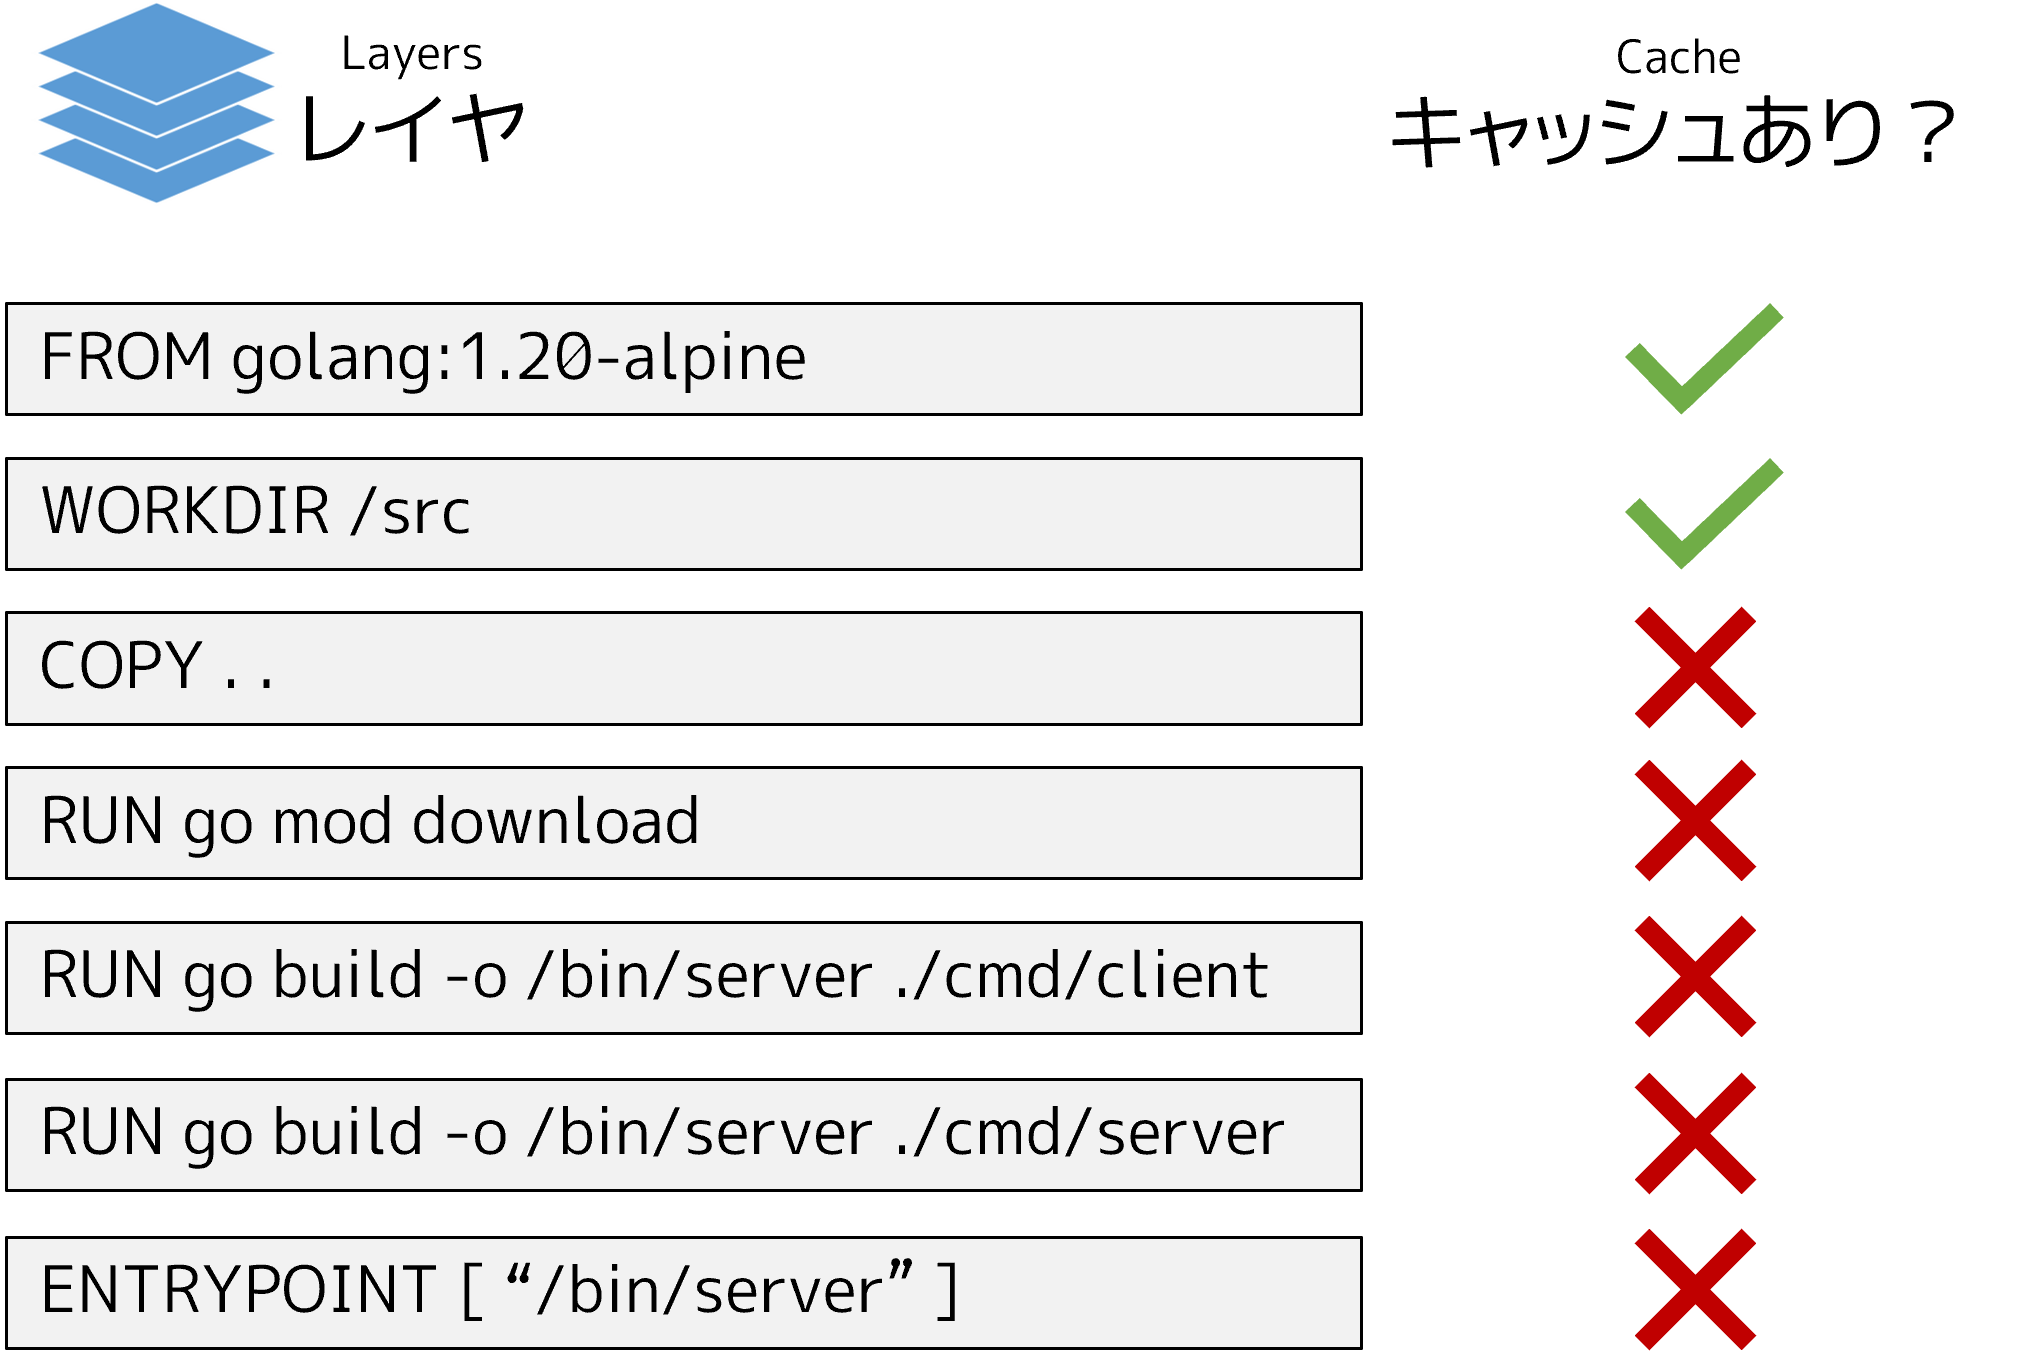 Layers
レイヤ
Cache
キャッシュあり？
FROM golang:1.20-alpine
WORKDIR /src
COPY . .
RUN go mod download
RUN go build -o /bin/server ./cmd/client
RUN go build -o /bin/server ./cmd/server
ENTRYPOINT [ “/bin/server” ]